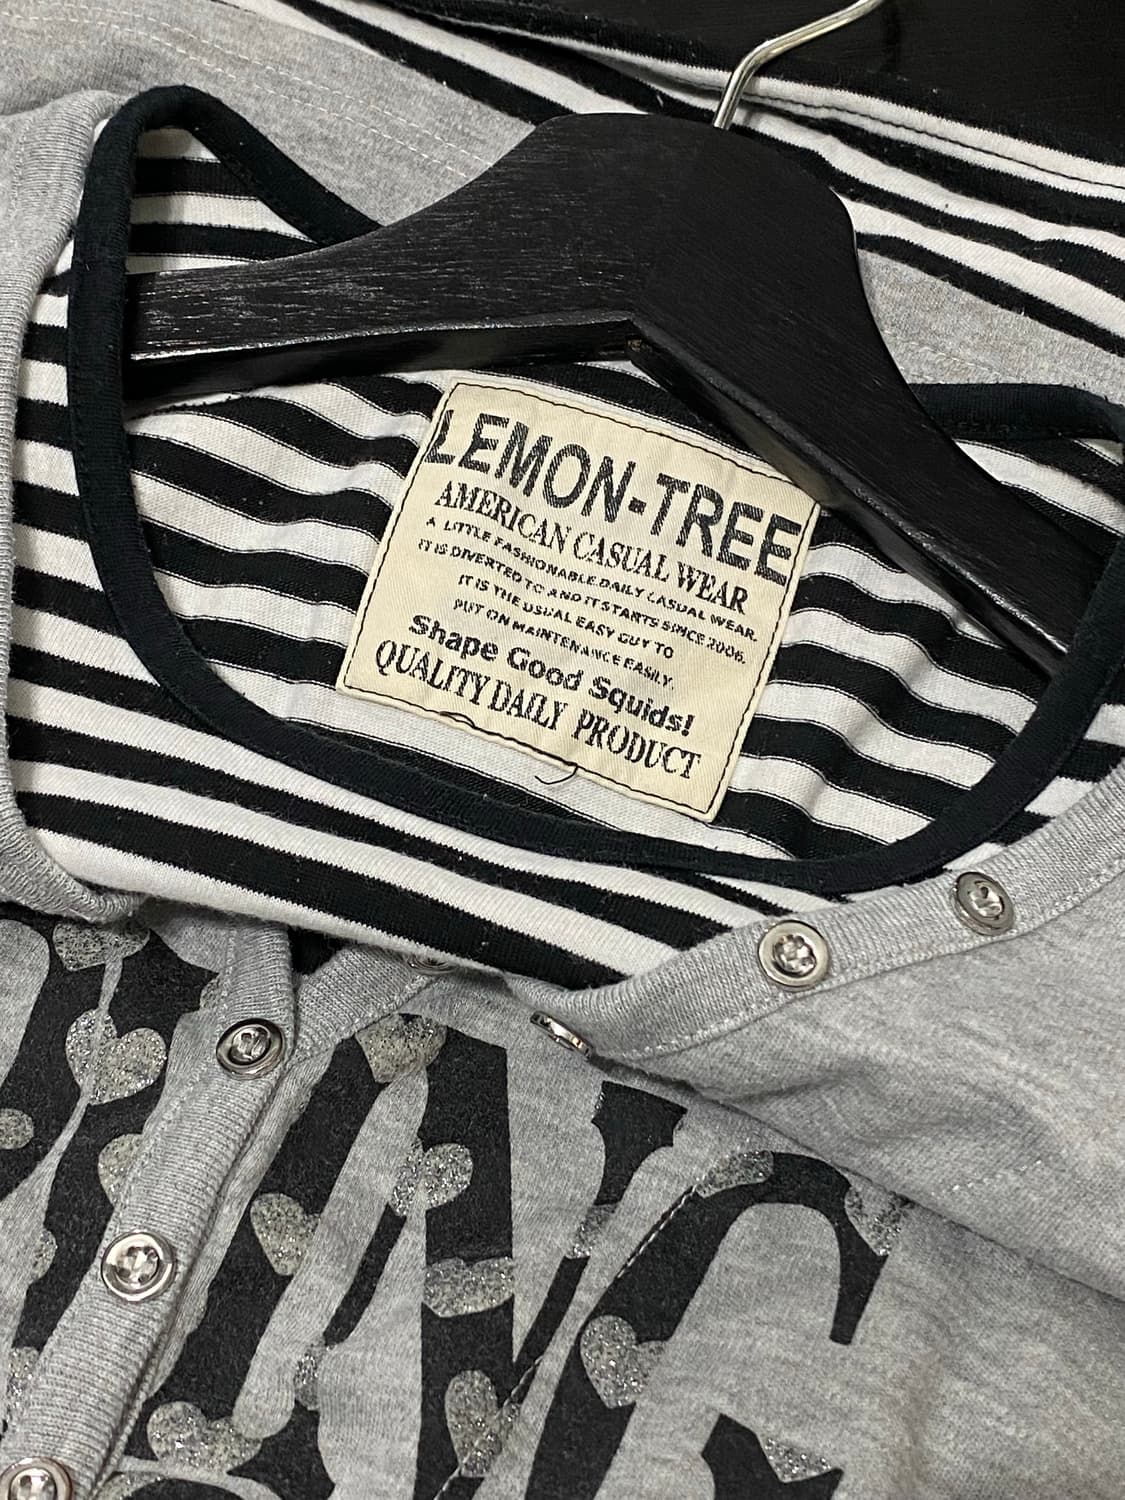 LEMON-TREE
AMERICAN CASUAL WEAR
A LITTLE FASHIONABLE DAILY CASUAL WEAR.
IT IS DIVERTED TO AND IT STARTS SINCE 2006.
IT IS THE USUAL EASY GUY TO
PUT ON MAINTENANCE EASILY.
Shape Good Squids!
QUALITY DAILY PRODUCT